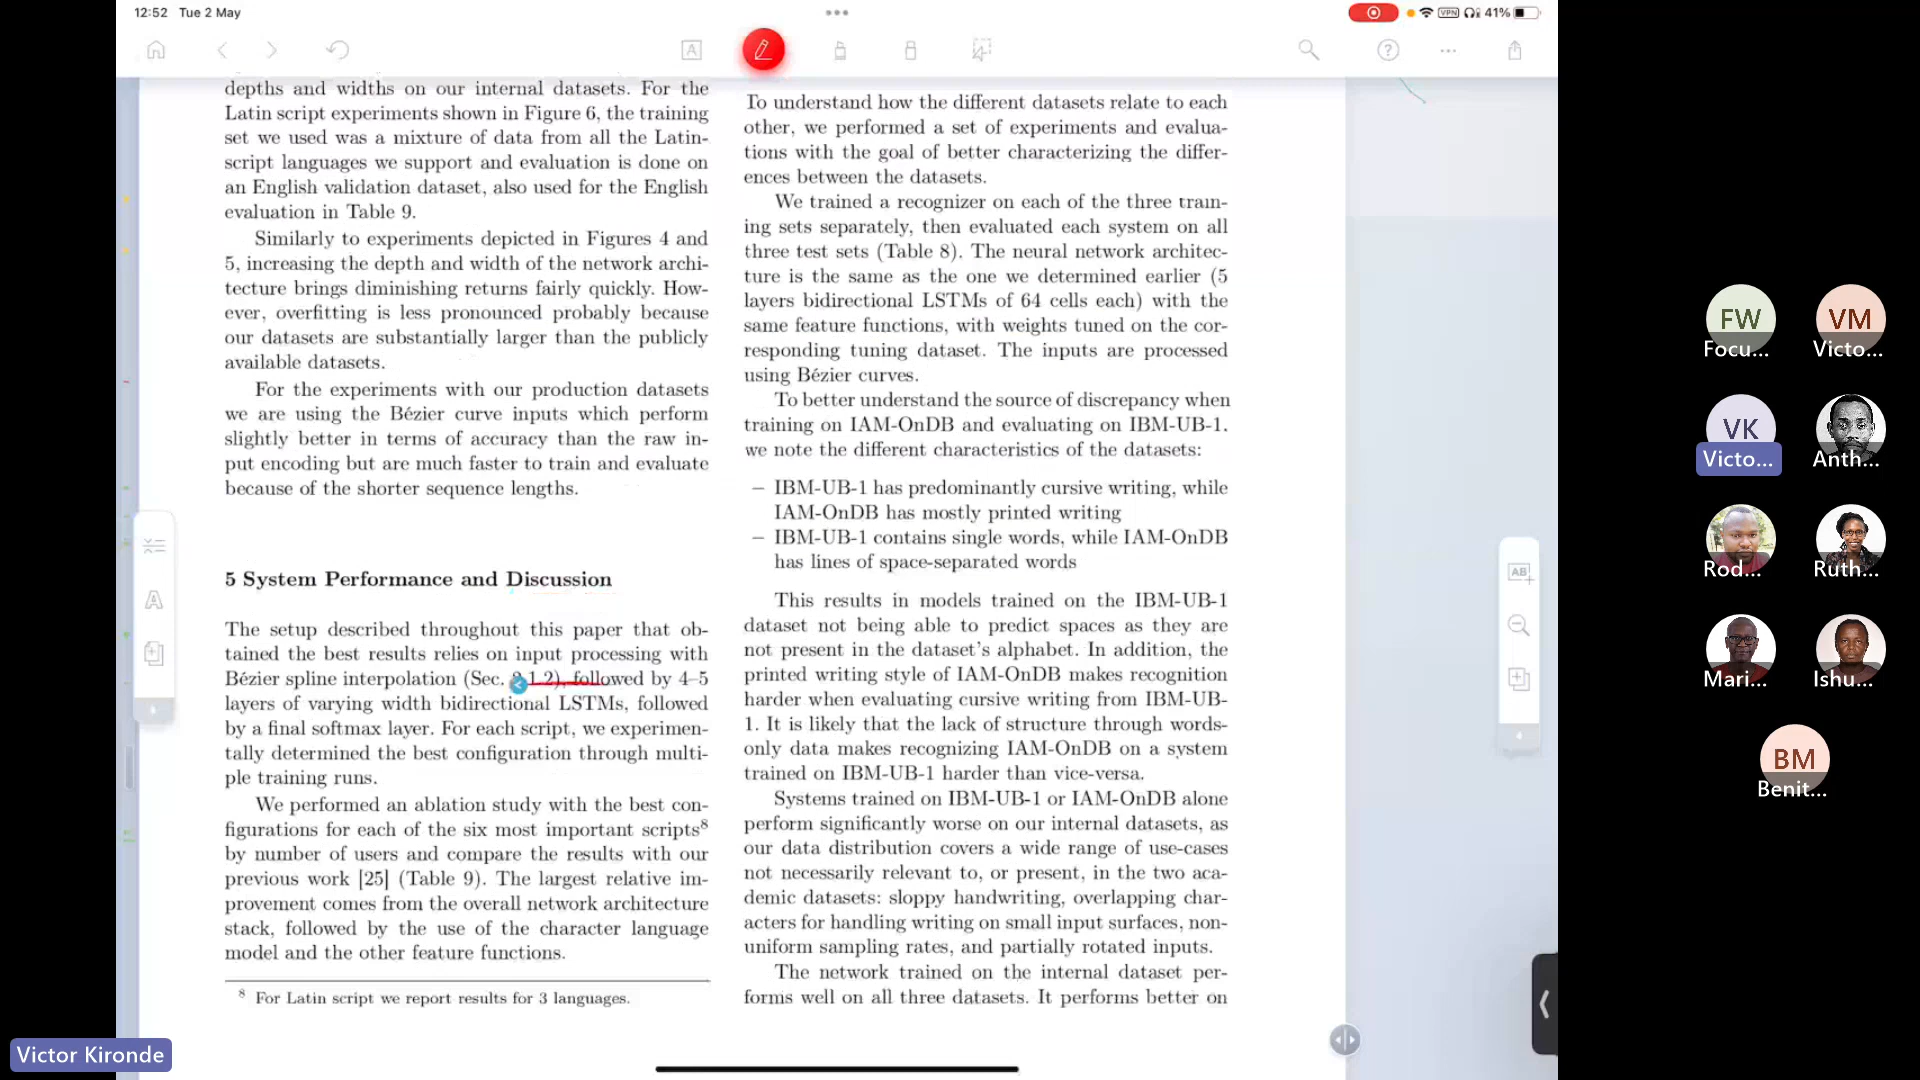 12:52 Tue 2 May
VPN
41%
A
?
depths and widths on our internal datasets. For the
Latin script experiments shown in Figure 6, the training
set we used was a mixture of data from all the Latin-
script languages we support and evaluation is done on
an English validation dataset, also used for the English
evaluation in Table 9.
Similarly to experiments depicted in Figures 4 and
5, increasing the depth and width of the network archi-
tecture brings diminishing returns fairly quickly. How-
ever, overfitting is less pronounced probably because
our datasets are substantially larger than the publicly
available datasets.
For the experiments with our production datasets
we are using the Bézier curve inputs which perform
slightly better in terms of accuracy than the raw in-
put encoding but are much faster to train and evaluate
because of the shorter sequence lengths.
5 System Performance and Discussion
The setup described throughout this paper that ob-
tained the best results relies on input processing with
Bézier spline interpolation (Sec. 1.2), followed by 4–5
layers of varying width bidirectional LSTMs, followed
by a final softmax layer. For each script, we experimen-
tally determined the best configuration through multi-
ple training runs.
We performed an ablation study with the best con-
figurations for each of the six most important scripts⁸
by number of users and compare the results with our
previous work [25] (Table 9). The largest relative im-
provement comes from the overall network architecture
stack, followed by the use of the character language
model and the other feature functions.
⁸ For Latin script we report results for 3 languages.
To understand how the different datasets relate to each
other, we performed a set of experiments and evalua-
tions with the goal of better characterizing the differ-
ences between the datasets.
We trained a recognizer on each of the three train-
ing sets separately, then evaluated each system on all
three test sets (Table 8). The neural network architec-
ture is the same as the one we determined earlier (5
layers bidirectional LSTMs of 64 cells each) with the
same feature functions, with weights tuned on the cor-
responding tuning dataset. The inputs are processed
using Bézier curves.
To better understand the source of discrepancy when
training on IAM-OnDB and evaluating on IBM-UB-1,
we note the different characteristics of the datasets:
– IBM-UB-1 has predominantly cursive writing, while
IAM-OnDB has mostly printed writing
– IBM-UB-1 contains single words, while IAM-OnDB
has lines of space-separated words
This results in models trained on the IBM-UB-1
dataset not being able to predict spaces as they are
not present in the dataset's alphabet. In addition, the
printed writing style of IAM-OnDB makes recognition
harder when evaluating cursive writing from IBM-UB-
1. It is likely that the lack of structure through words-
only data makes recognizing IAM-OnDB on a system
trained on IBM-UB-1 harder than vice-versa.
Systems trained on IBM-UB-1 or IAM-OnDB alone
perform significantly worse on our internal datasets, as
our data distribution covers a wide range of use-cases
not necessarily relevant to, or present, in the two aca-
demic datasets: sloppy handwriting, overlapping char-
acters for handling writing on small input surfaces, non-
uniform sampling rates, and partially rotated inputs.
The network trained on the internal dataset per-
forms well on all three datasets. It performs better on
A
AB
FW
Focu...
VM
Victo...
VK
Victo...
Anth...
Rod...
Ruth...
Mari...
Ishu...
BM
Benit...
Victor Kironde